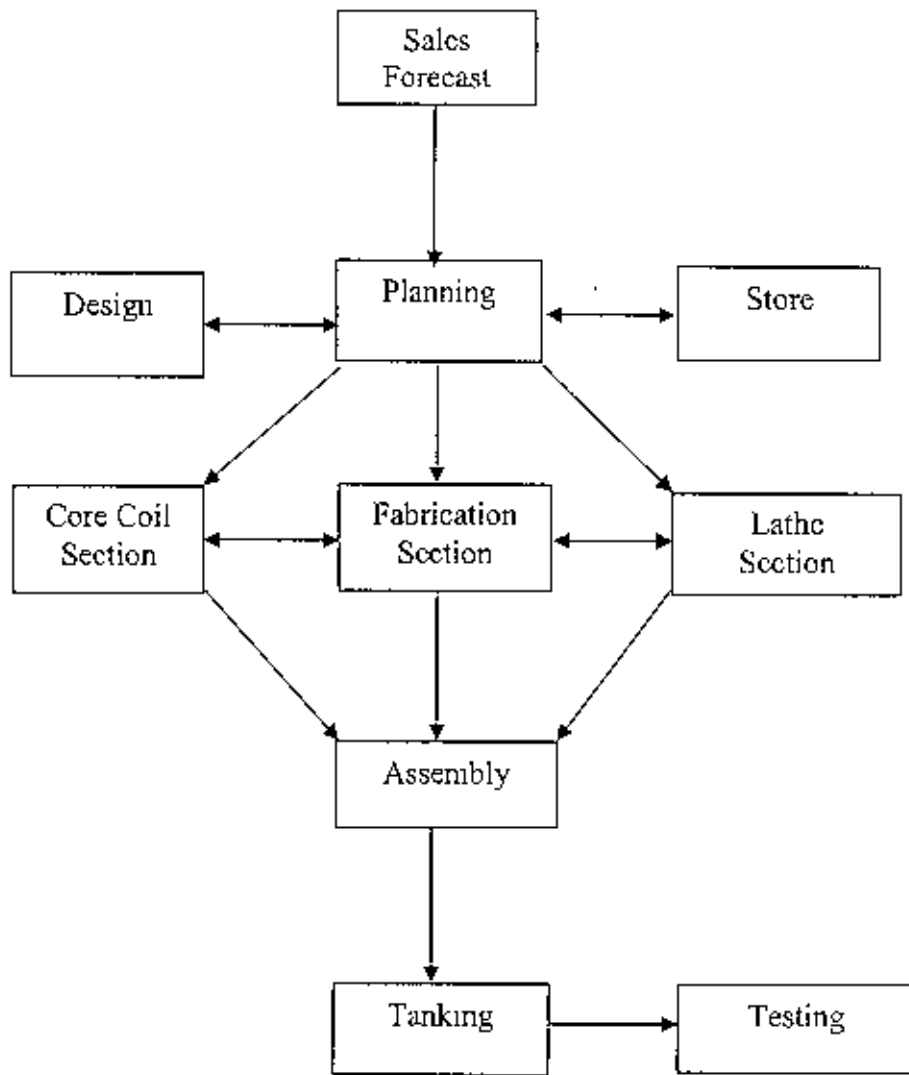 Sales
Forecast
Design
Planning
Store
Core Coil
Section
Fabrication
Section
Lathe
Section
Assembly
Tanking
Testing